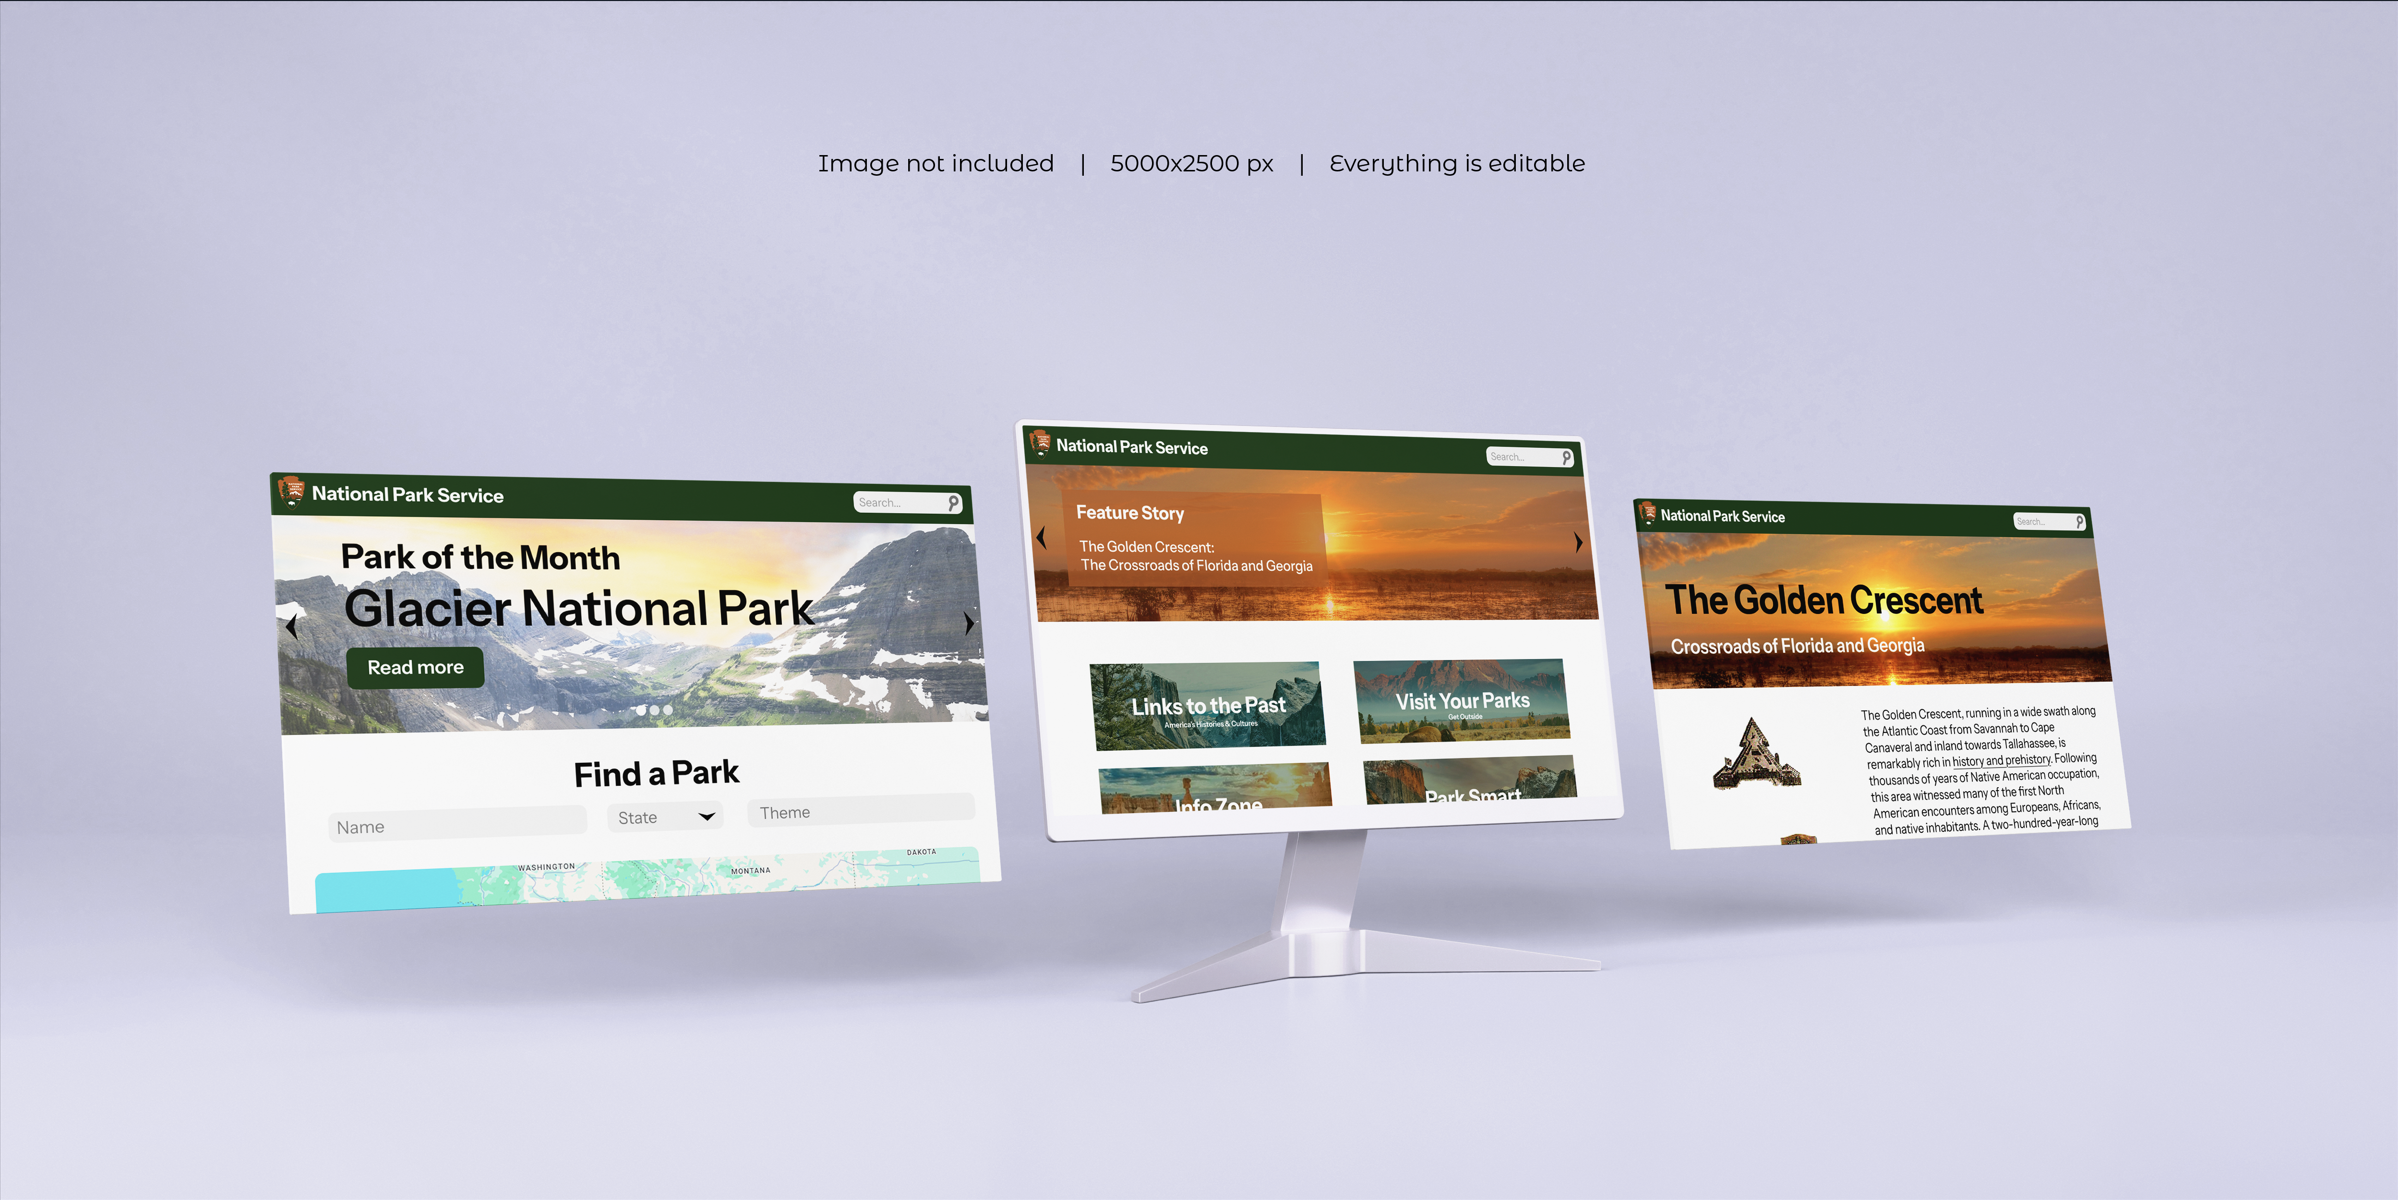 Image not included | 5000x2500 px | Everything is editable
National Park Service
Search...
Park of the Month
Glacier National Park
Read more
Find a Park
Name
State
Theme
WASHINGTON
MONTANA
DAKOTA
National Park Service
Search...
Feature Story
The Golden Crescent:
The Crossroads of Florida and Georgia
Links to the Past
America's Histories & Cultures
Visit Your Parks
Get Outside
Info Zone
Park Smart
National Park Service
Search...
The Golden Crescent
Crossroads of Florida and Georgia
The Golden Crescent, running in a wide swath along
the Atlantic Coast from Savannah to Cape
Canaveral and inland towards Tallahassee, is
remarkably rich in history and prehistory. Following
thousands of years of Native American occupation,
this area witnessed many of the first North
American encounters among Europeans, Africans,
and native inhabitants. A two-hundred-year-long